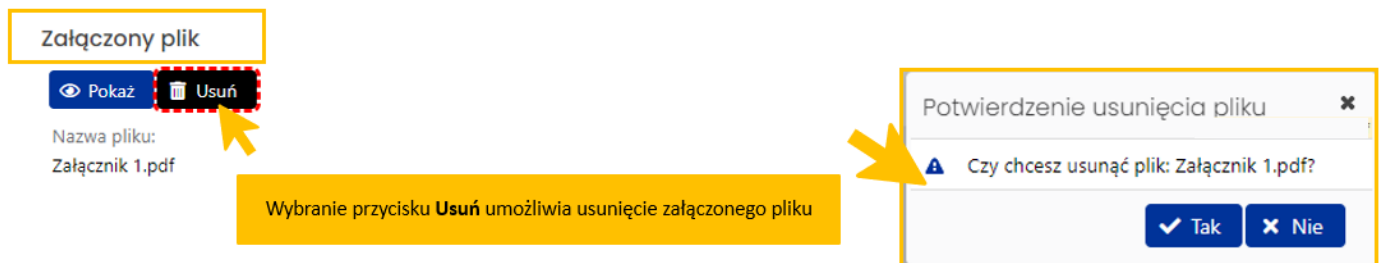 Załączony plik
Pokaż Usuń
Nazwa pliku:
Załącznik 1.pdf
Wybranie przycisku Usuń umożliwia usunięcie załączonego pliku
Potwierdzenie usunięcia pliku
Czy chcesz usunąć plik: Załącznik 1.pdf?
Tak Nie